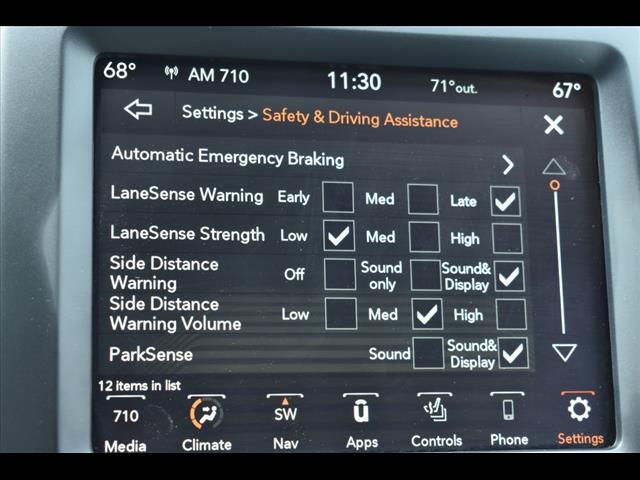 68° AM 710 11:30 71°out. 67°
Settings > Safety & Driving Assistance
Automatic Emergency Braking
LaneSense Warning Early Med Late
LaneSense Strength Low Med High
Side Distance Warning Off Sound only Sound& Display
Side Distance Warning Volume Low Med High
ParkSense Sound Sound& Display
12 items in list
710 SW
Media Climate Nav Apps Controls Phone Settings